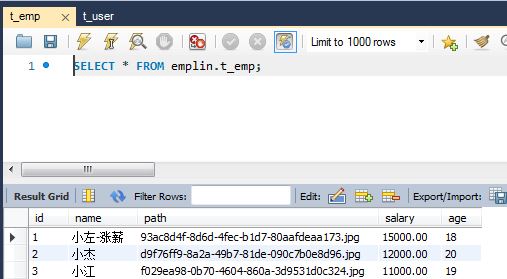 t_emp t_user
Limit to 1000 rows
1 SELECT * FROM emplin.t_emp;
Result Grid Filter Rows: Edit: Export/Import:
id name path salary age
1 小左-张薪 93ac8d4f-8d6d-4fec-b1d7-80aafdeaa173.jpg 15000.00 18
2 小杰 d9f76ff9-8a2a-49b7-81de-090c7b0e8d96.jpg 12000.00 20
小江 f029ea98-0b70-4604-860a-3d9531d0c324.jpg 11000.00 19